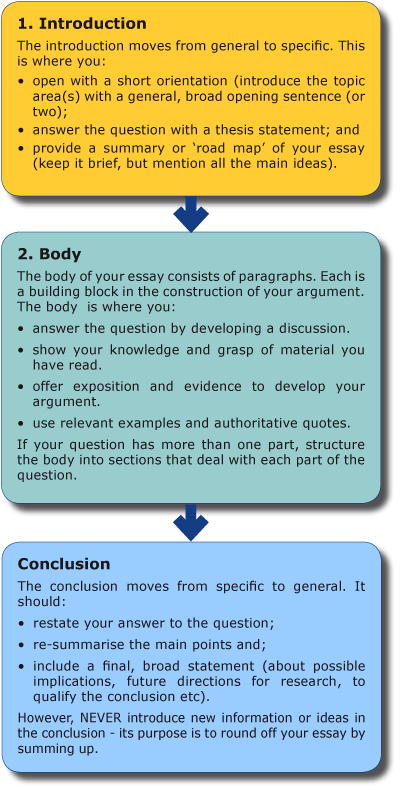 1. Introduction
The introduction moves from general to specific. This
is where you:
• open with a short orientation (introduce the topic
area(s) with a general, broad opening sentence (or
two);
• answer the question with a thesis statement; and
• provide a summary or ‘road map’ of your essay
(keep it brief, but mention all the main ideas).
2. Body
The body of your essay consists of paragraphs. Each is
a building block in the construction of your argument.
The body is where you:
• answer the question by developing a discussion.
• show your knowledge and grasp of material you
have read.
• offer exposition and evidence to develop your
argument.
• use relevant examples and authoritative quotes.
If your question has more than one part, structure
the body into sections that deal with each part of the
question.
Conclusion
The conclusion moves from specific to general. It
should:
• restate your answer to the question;
• re-summarise the main points and;
• include a final, broad statement (about possible
implications, future directions for research, to
qualify the conclusion etc).
However, NEVER introduce new information or ideas in
the conclusion - its purpose is to round off your essay by
summing up.